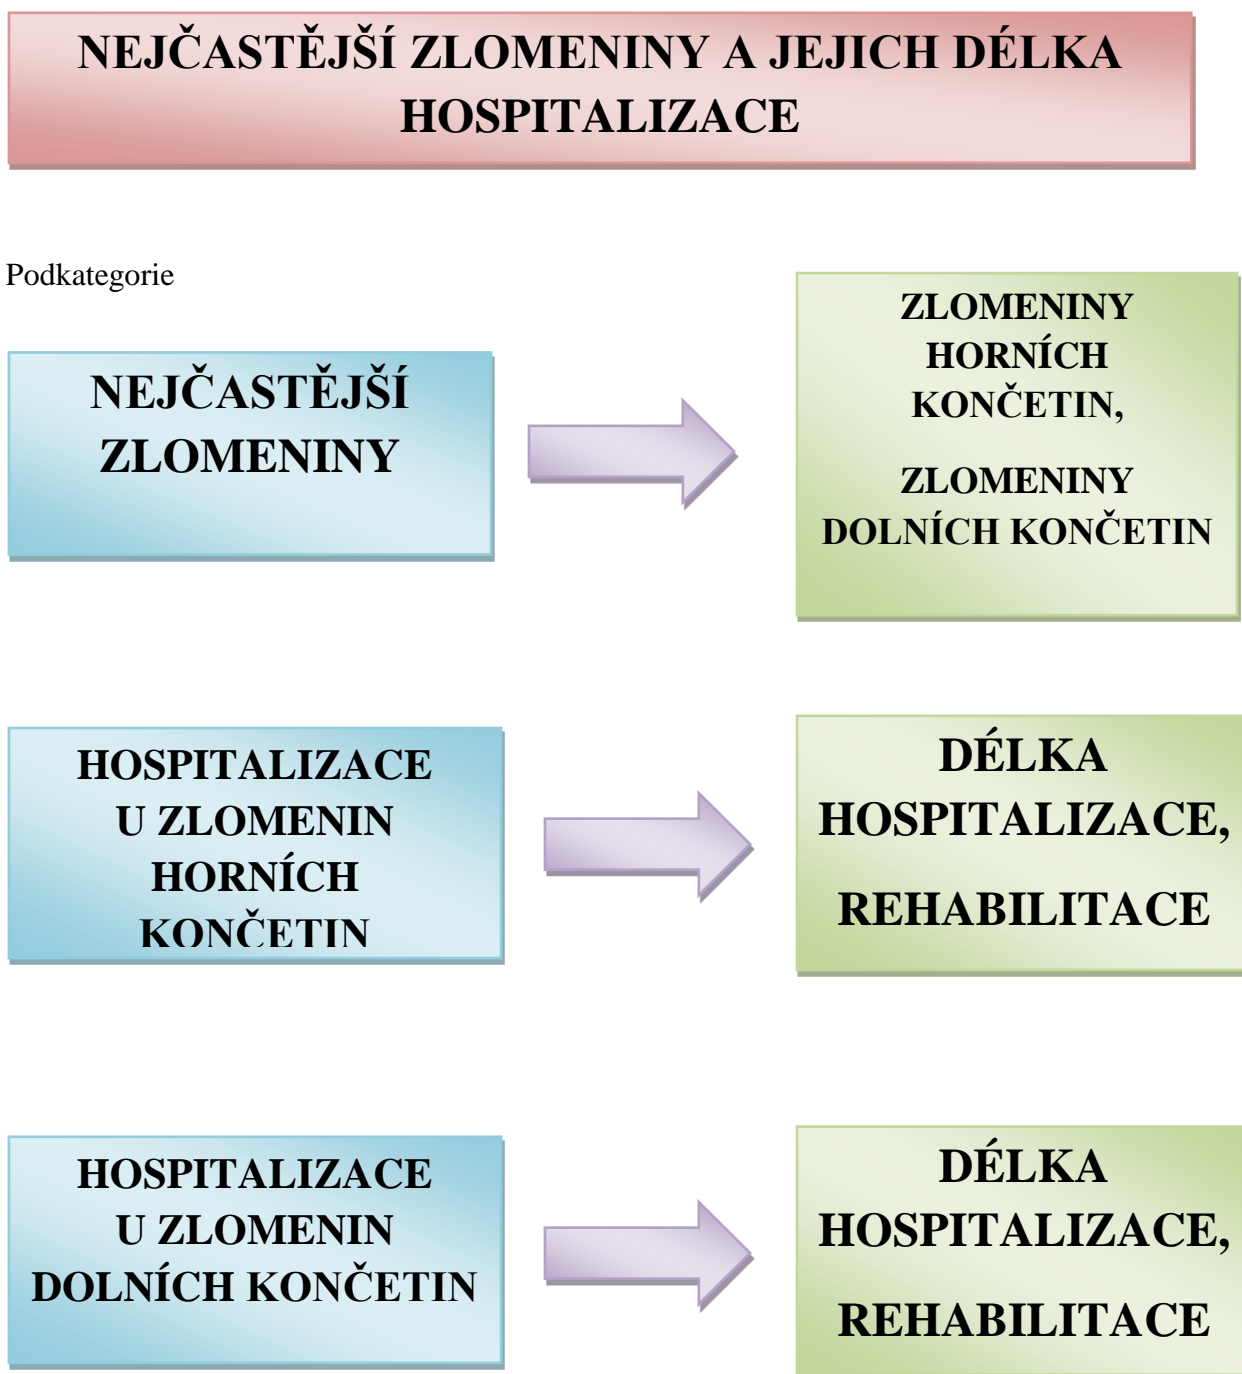 NEJČASTĚJŠÍ ZLOMENINY A JEJICH DÉLKA
HOSPITALIZACE
Podkategorie
NEJČASTĚJŠÍ
ZLOMENINY
ZLOMENINY
HORNÍCH
KONČETIN,
ZLOMENINY
DOLNÍCH KONČETIN
HOSPITALIZACE
U ZLOMENIN
HORNÍCH
KONČETIN
DÉLKA
HOSPITALIZACE,
REHABILITACE
HOSPITALIZACE
U ZLOMENIN
DOLNÍCH KONČETIN
DÉLKA
HOSPITALIZACE,
REHABILITACE